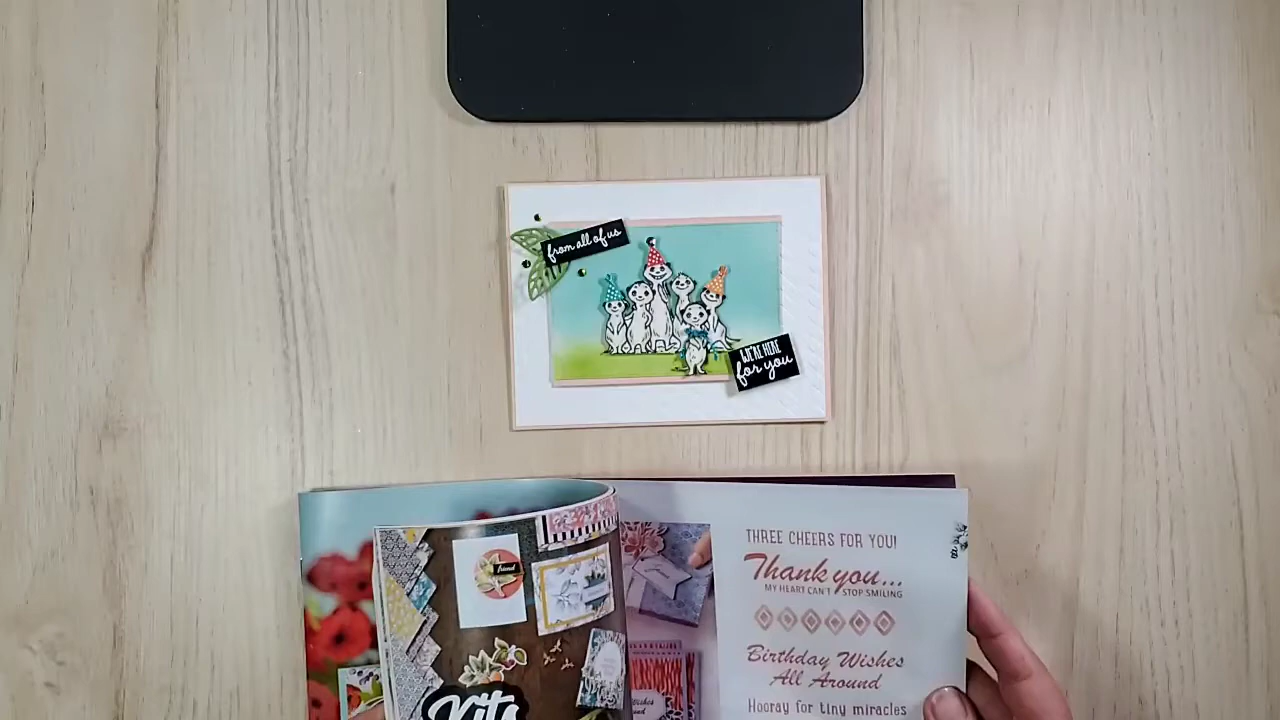 from all of us
WE'RE HERE
for you
friend
Kits
THREE CHEERS FOR YOU!
Thank you...
MY HEART CAN'T STOP SMILING
Birthday Wishes
All Around
Hooray for tiny miracles